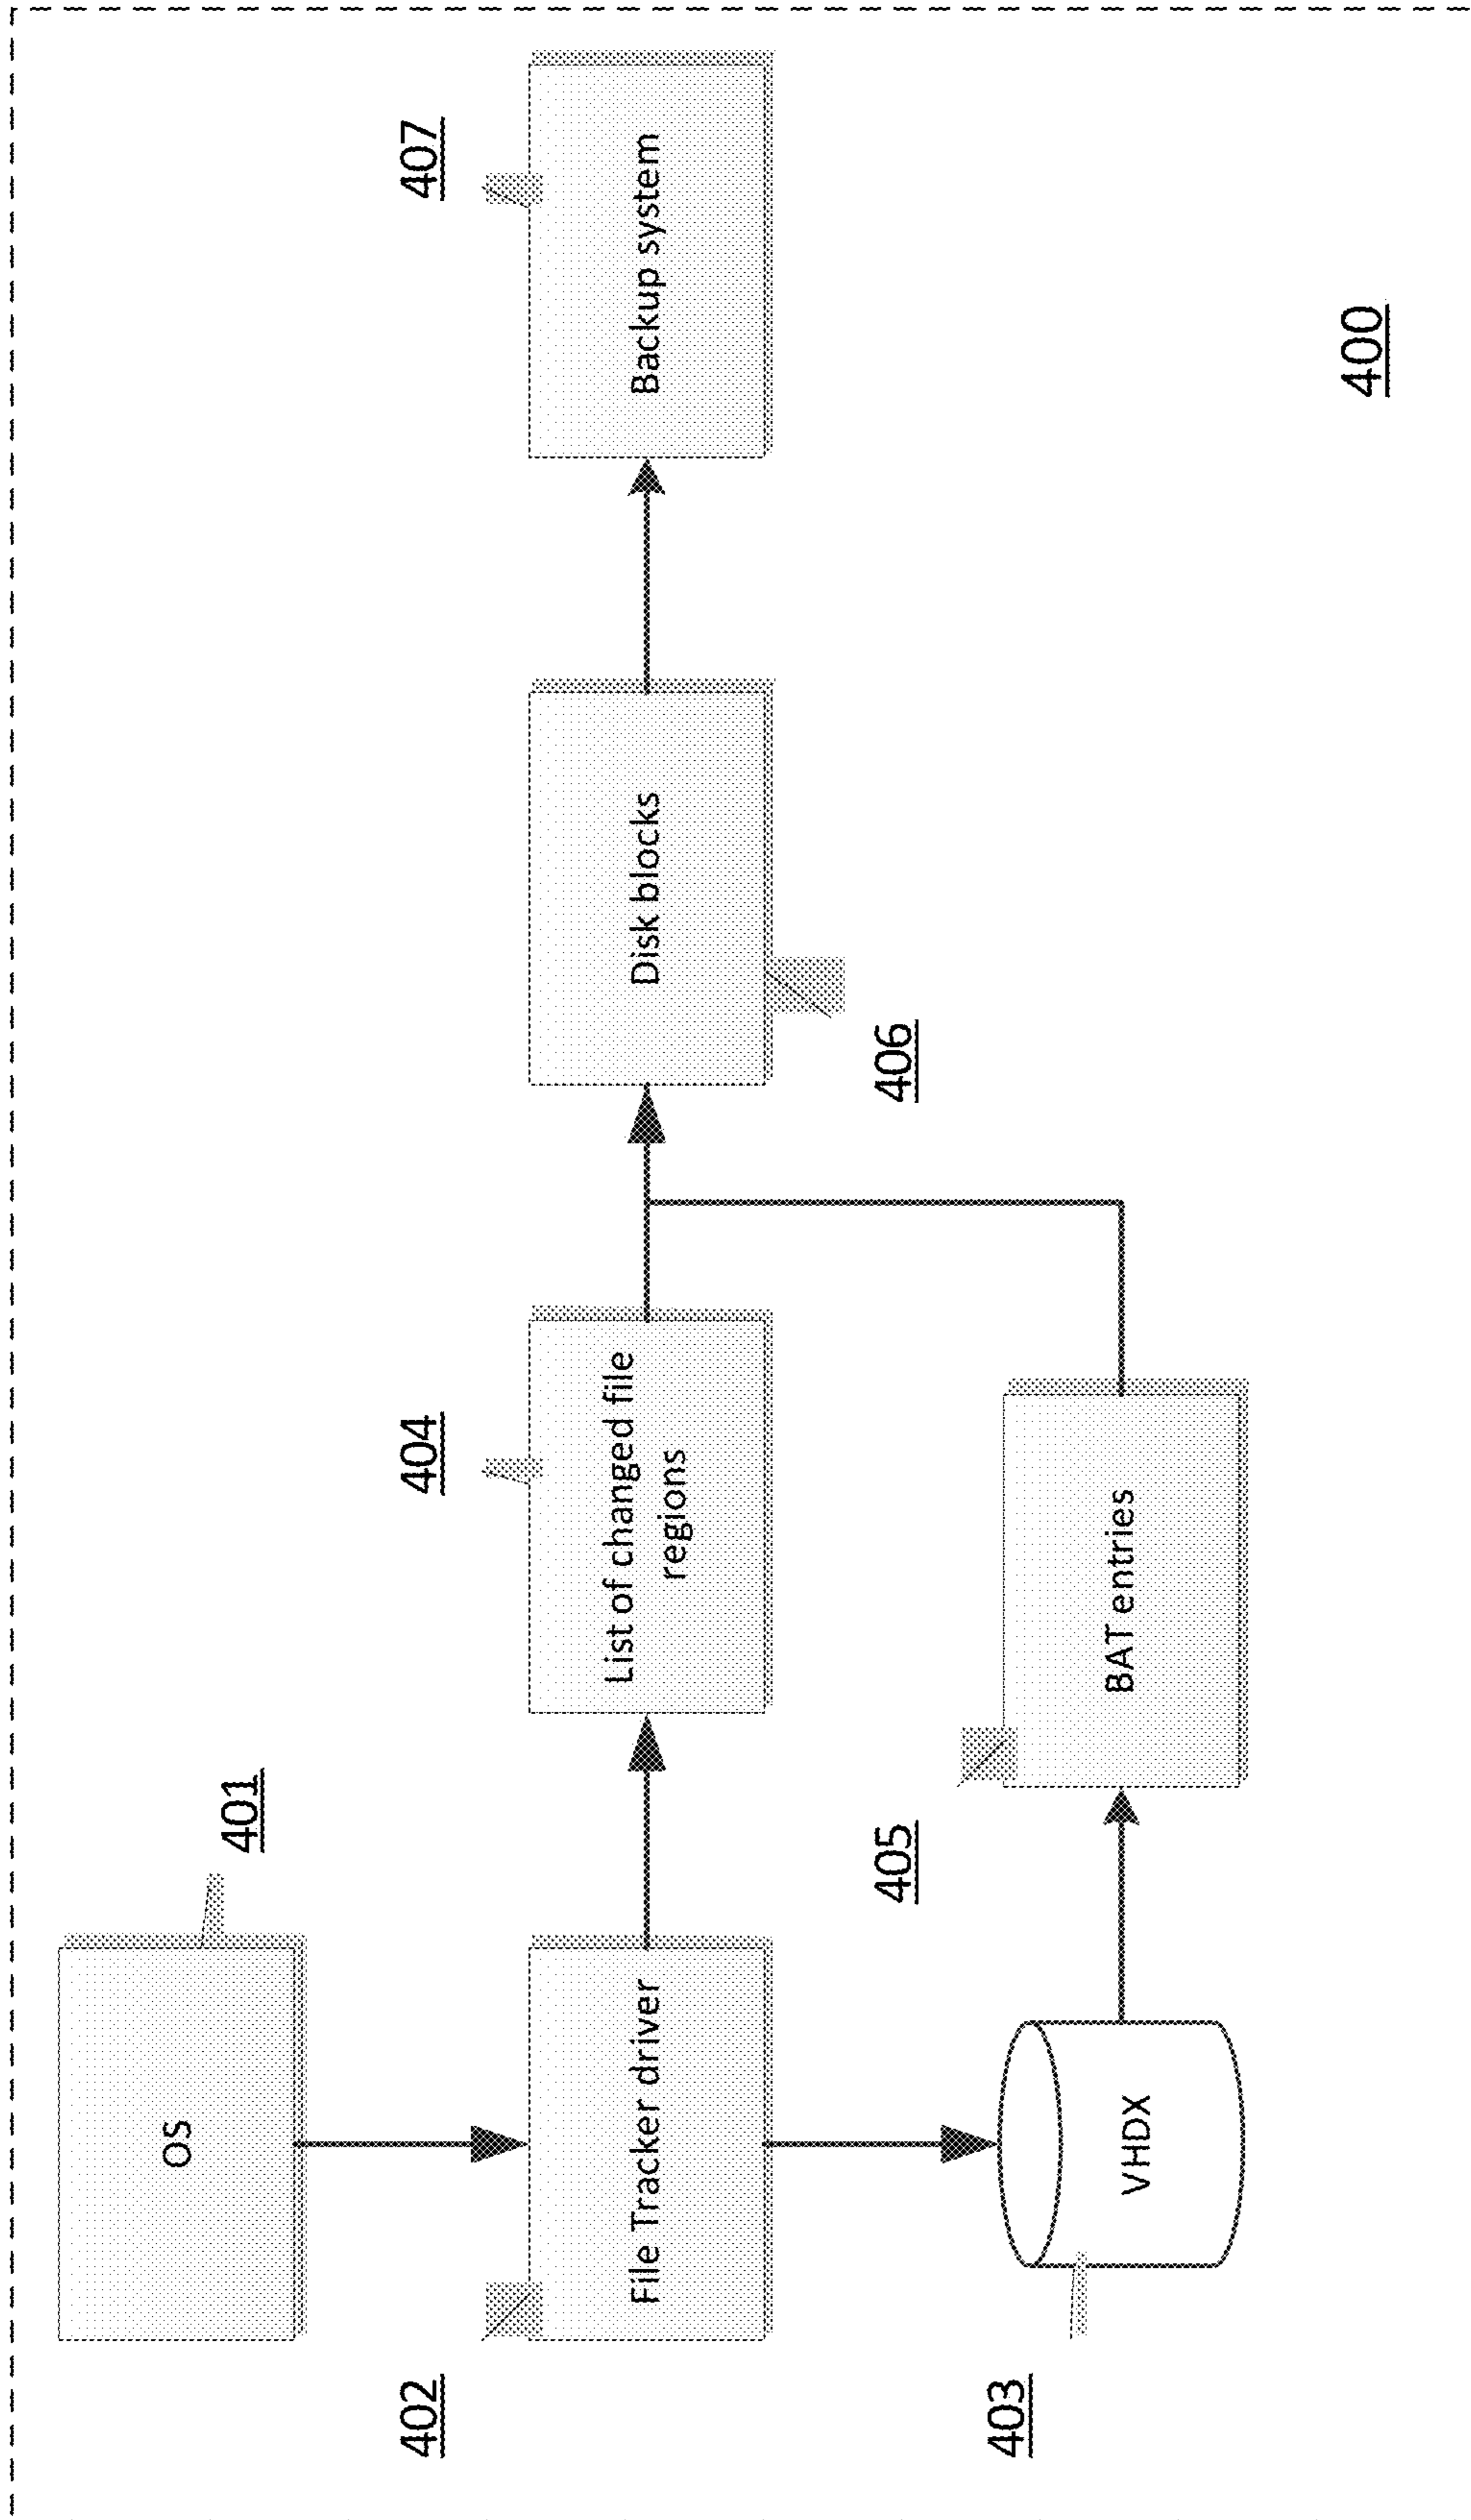 OS
401
402
File Tracker driver
404
List of changed file
regions
Disk blocks
406
407
Backup system
403
VHDX
405
BAT entries
400